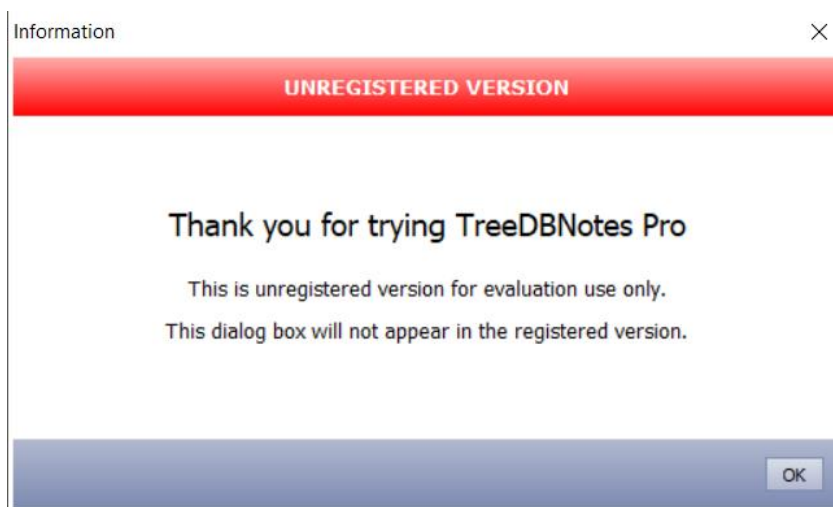 Information
UNREGISTERED VERSION
Thank you for trying TreeDBNotes Pro
This is unregistered version for evaluation use only.
This dialog box will not appear in the registered version.
OK